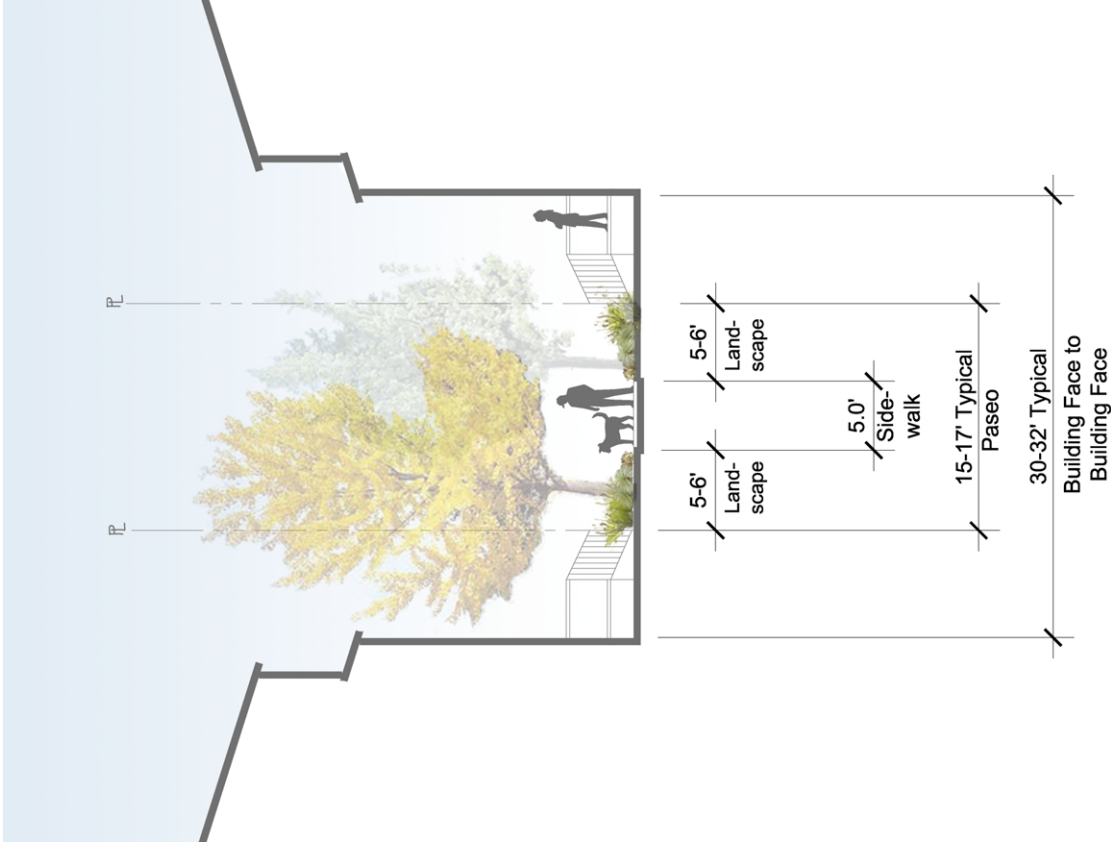 PL
PL
5-6'
Land-
scape
5-6'
Land-
scape
5.0'
Side-
walk
15-17' Typical
Paseo
30-32' Typical
Building Face to
Building Face